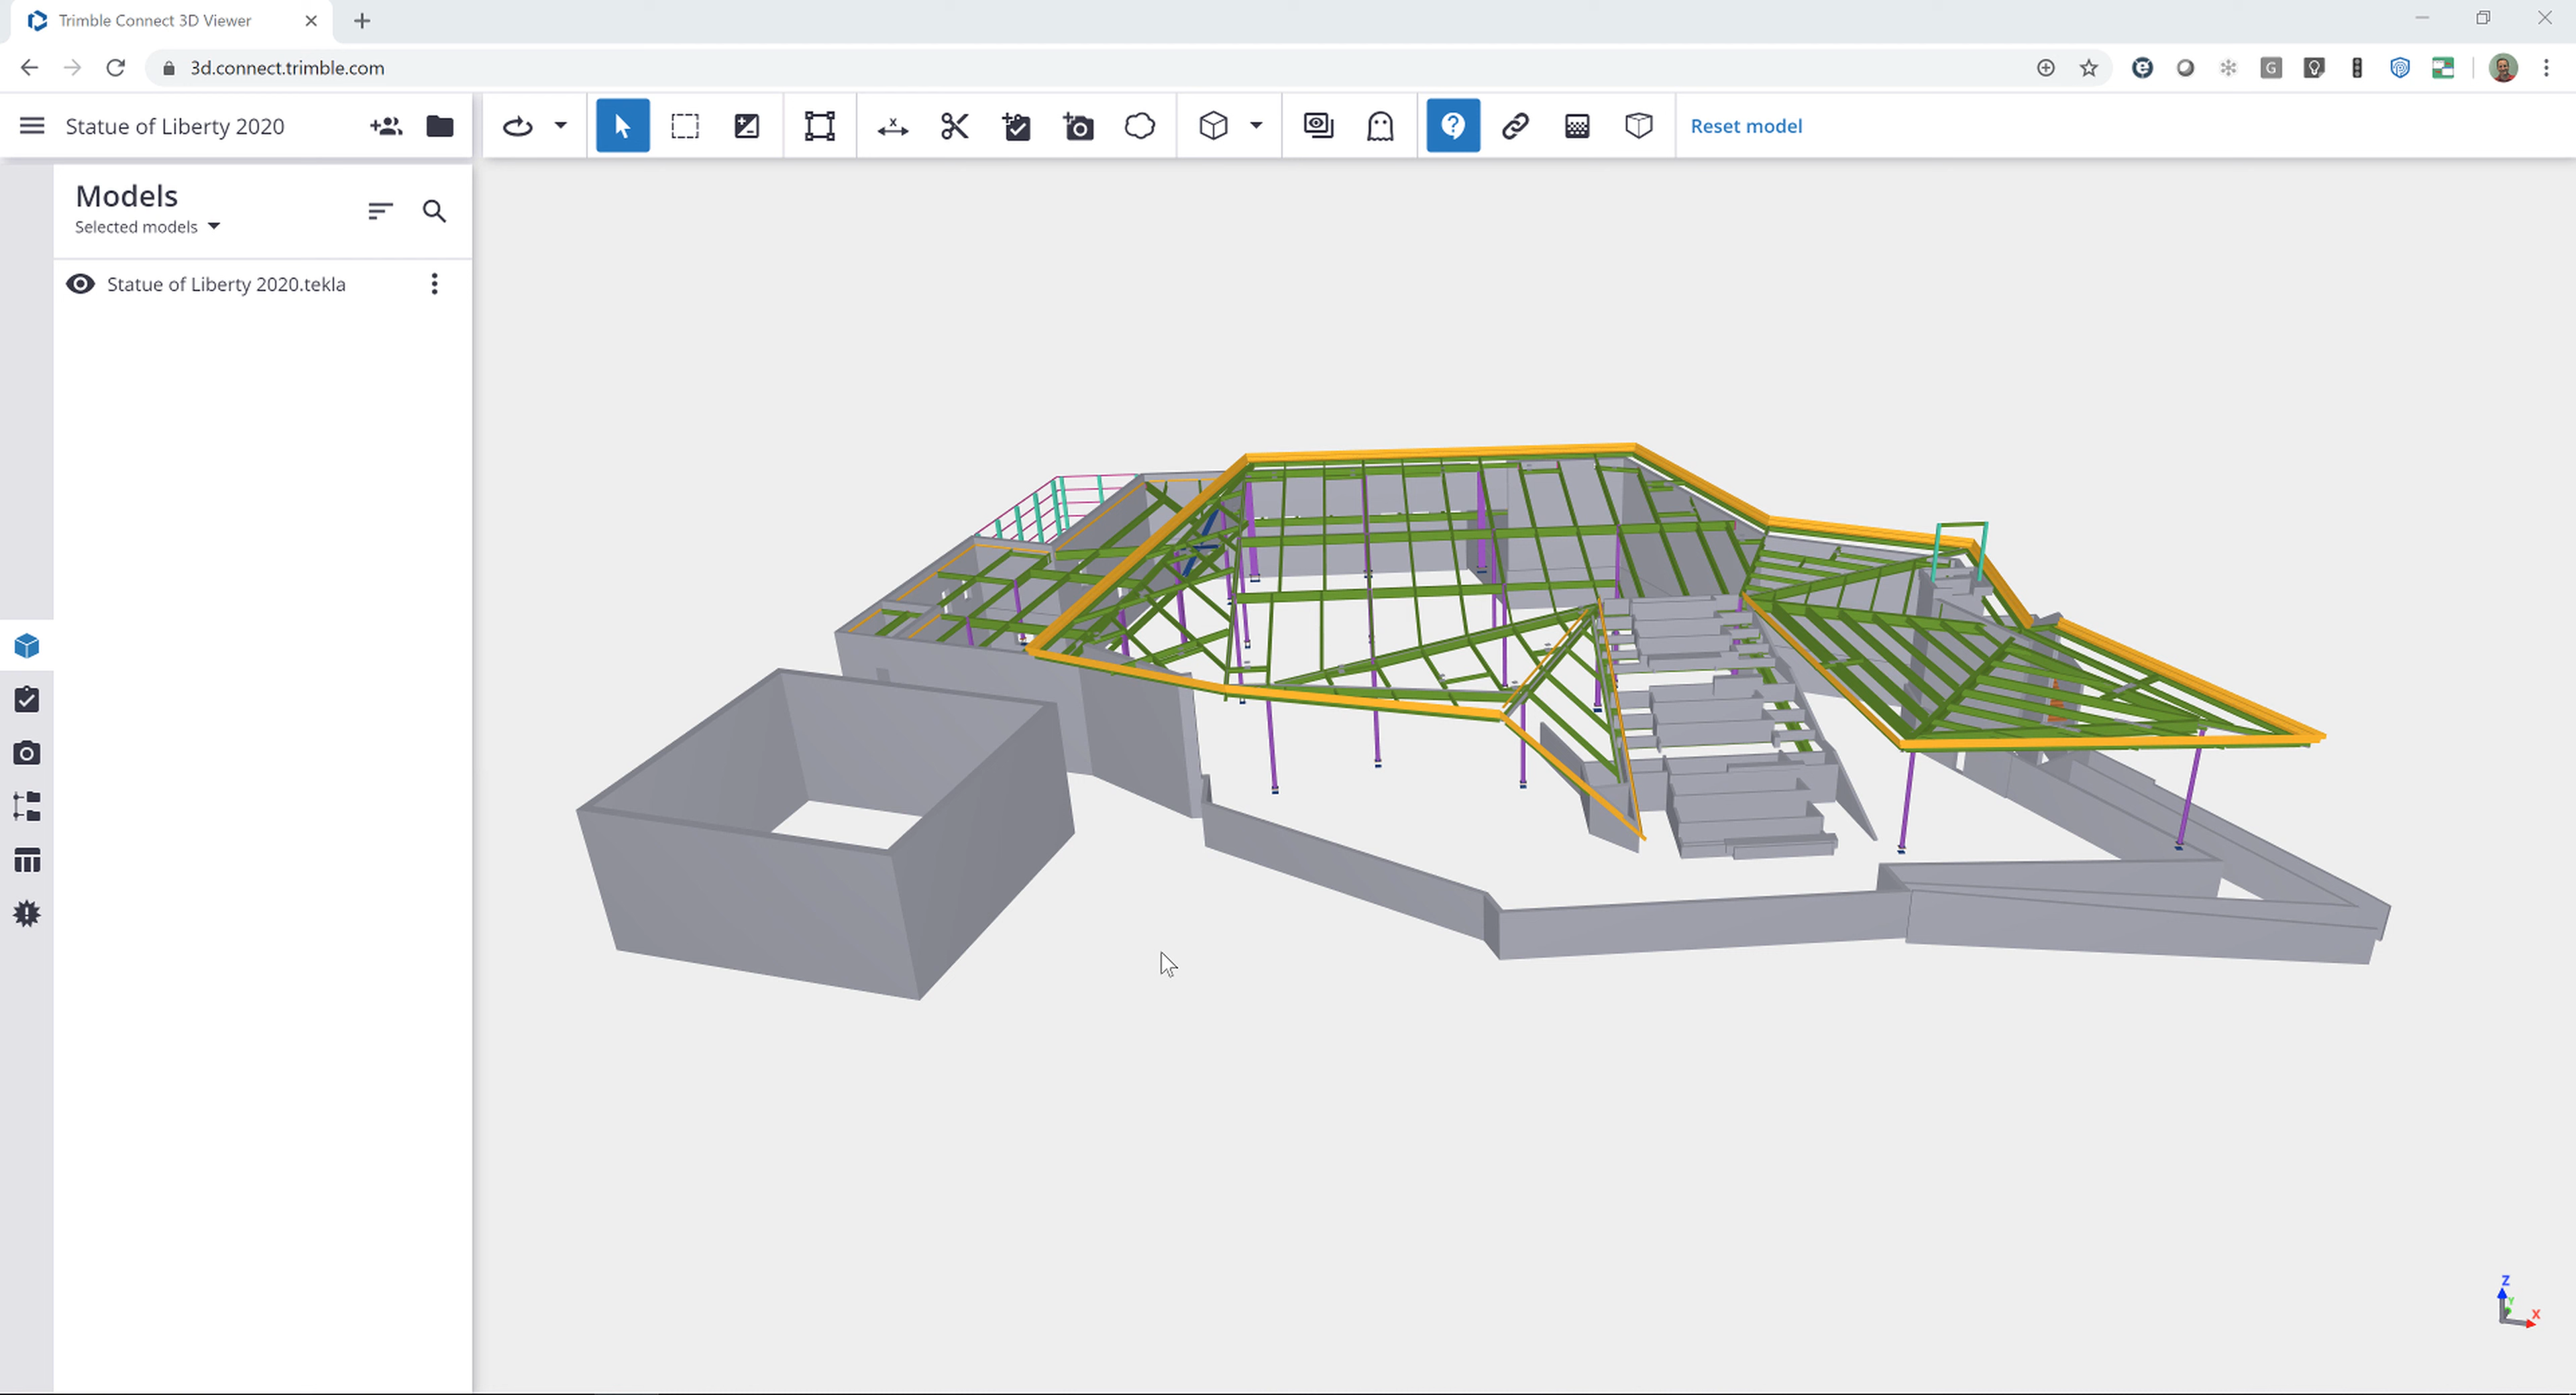 Trimble Connect 3D Viewer
3d.connect.trimble.com
G
Statue of Liberty 2020
x
Reset model
Models
Selected models
Statue of Liberty 2020.tekla
Z
Y
X